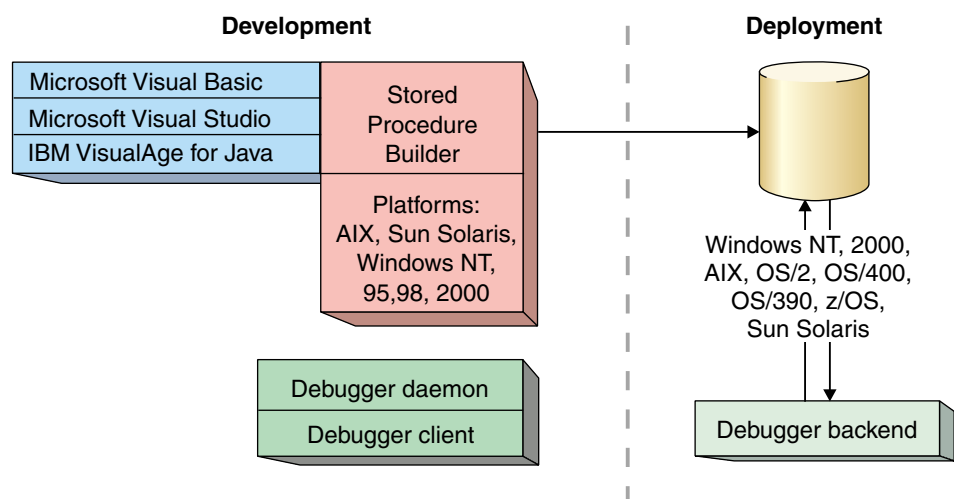 Development
Deployment
Microsoft Visual Basic
Microsoft Visual Studio
IBM VisualAge for Java
Stored
Procedure
Builder
Platforms:
AIX, Sun Solaris,
Windows NT,
95,98, 2000
Debugger daemon
Debugger client
Windows NT, 2000,
AIX, OS/2, OS/400,
OS/390, z/OS,
Sun Solaris
Debugger backend